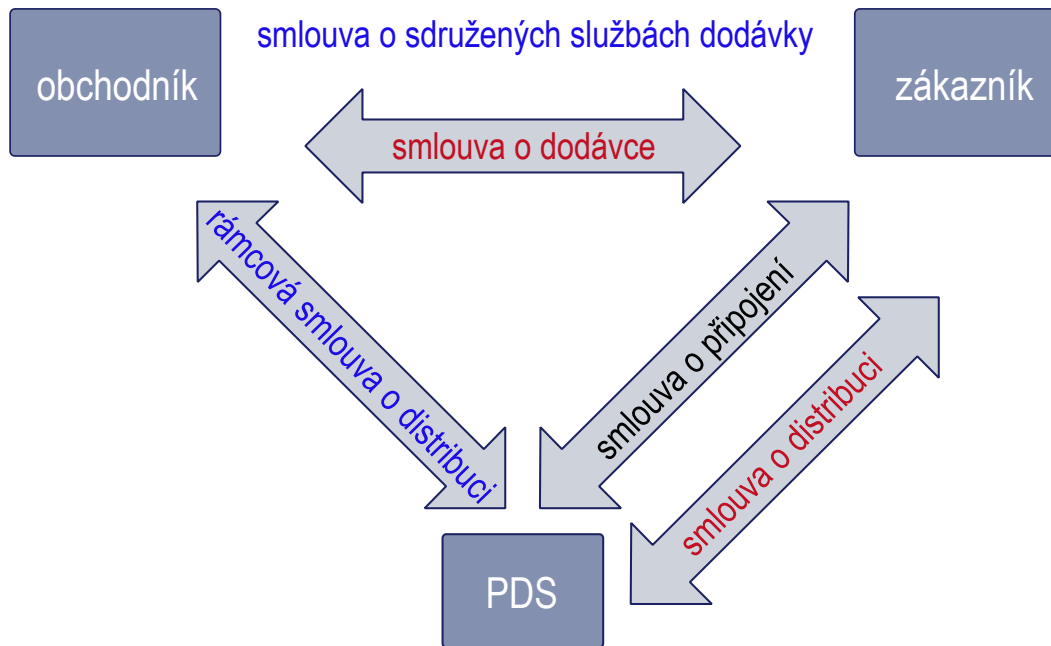 smlouva o sdružených službách dodávky
obchodník
zákazník
smlouva o dodávce
rámcová smlouva o distribuci
smlouva o připojení
smlouva o distribuci
PDS